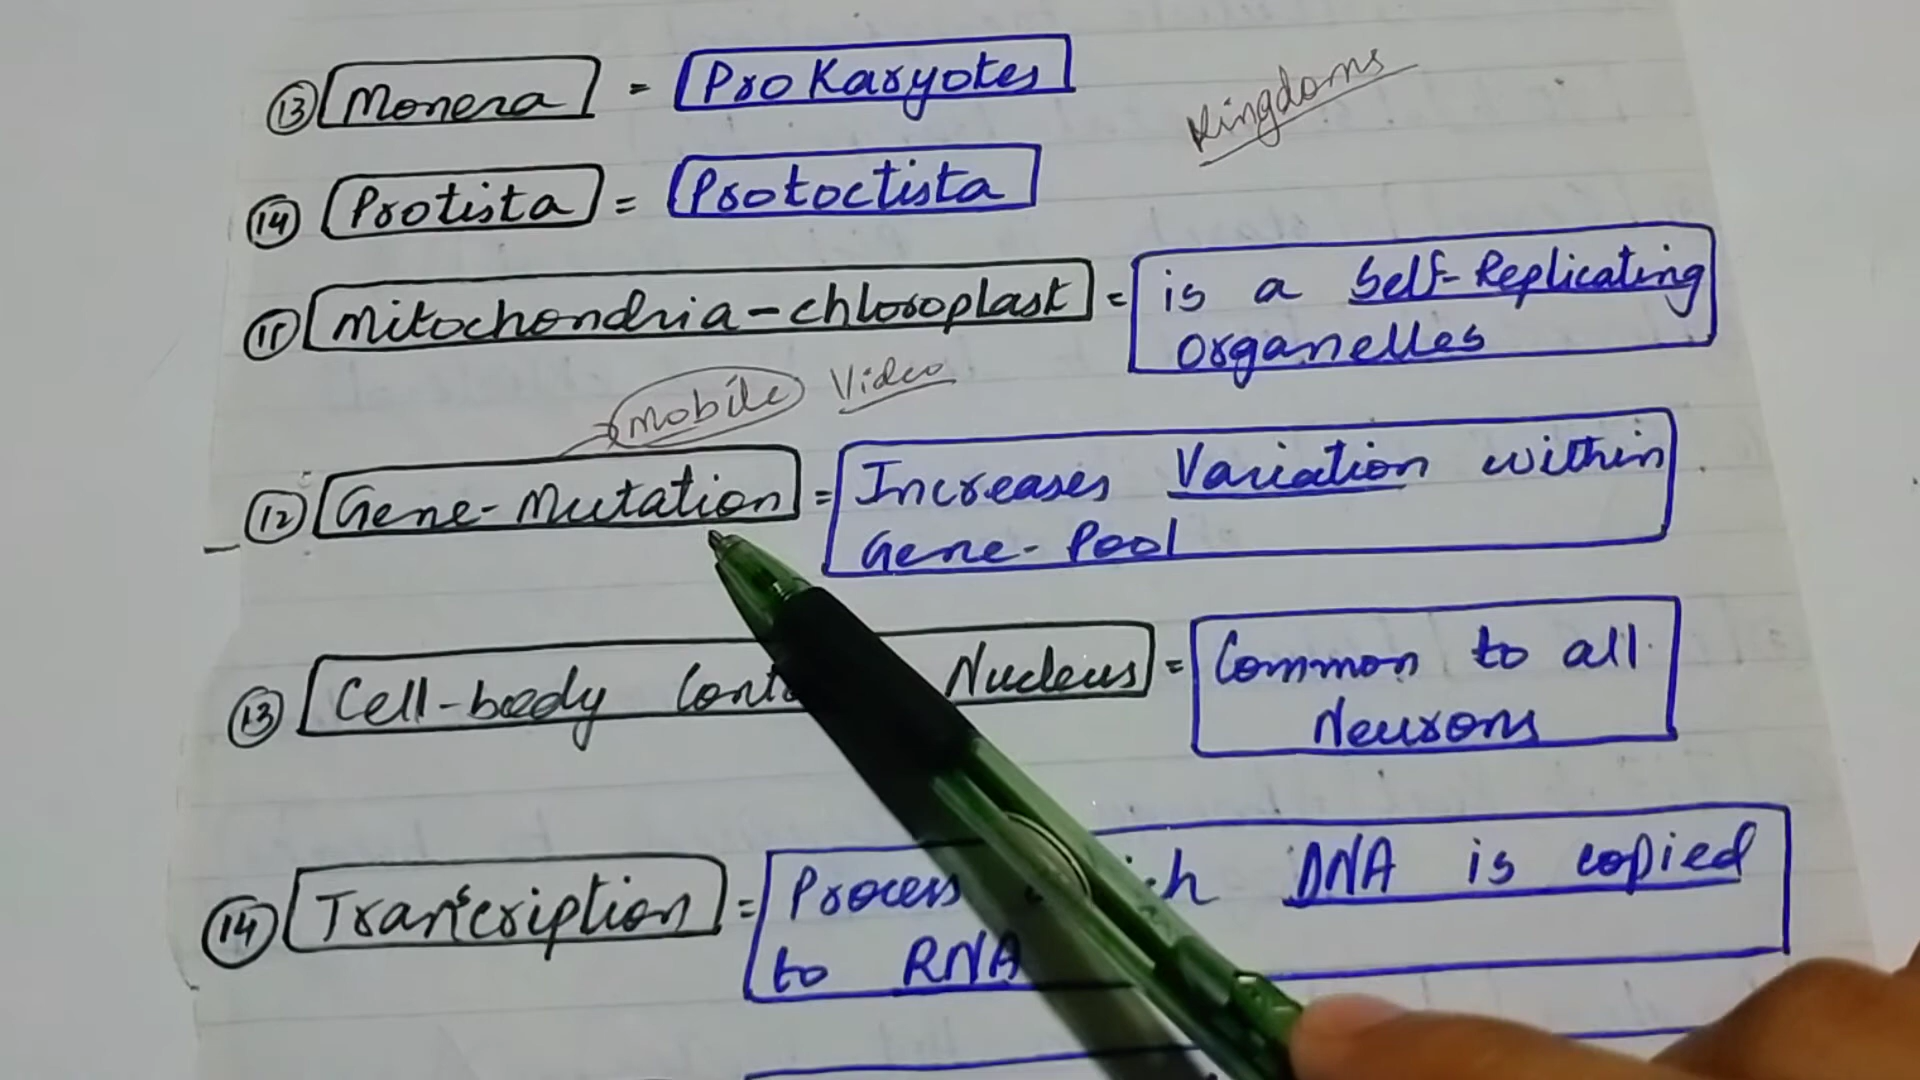 13 Monera = Prokaryotes
Kingdoms
14 Protista = Protoctista
11 Mitochondria - chloroplast = is a Self-Replicating
organelles
mobile Video
12 Gene-Mutation = Increases Variation within
Gene-Pool
13 Cell-body Nucleus = Common to all
Neurons
14 Transcription = Process DNA is copied
to RNA